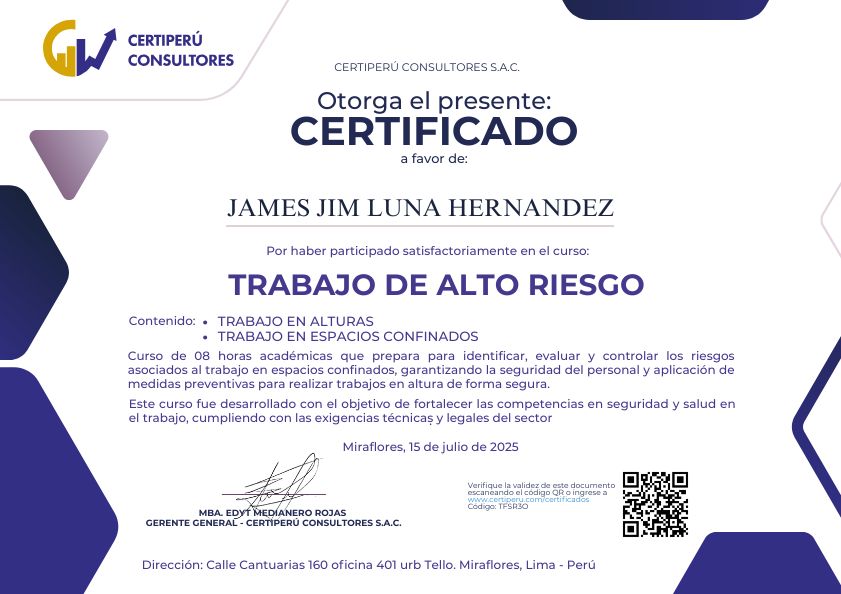 CERTIPERÚ
CONSULTORES
CERTIPERÚ CONSULTORES S.A.C.
Otorga el presente:
CERTIFICADO
a favor de:
JAMES JIM LUNA HERNANDEZ
Por haber participado satisfactoriamente en el curso:
TRABAJO DE ALTO RIESGO
Contenido: • TRABAJO EN ALTURAS
• TRABAJO EN ESPACIOS CONFINADOS
Curso de 08 horas académicas que prepara para identificar, evaluar y controlar los riesgos
asociados al trabajo en espacios confinados, garantizando la seguridad del personal y aplicación de
medidas preventivas para realizar trabajos en altura de forma segura.
Este curso fue desarrollado con el objetivo de fortalecer las competencias en seguridad y salud en
el trabajo, cumpliendo con las exigencias técnicas y legales del sector
Miraflores, 15 de julio de 2025
MBA. EDYT MEDIANERO ROJAS
GERENTE GENERAL - CERTIPERÚ CONSULTORES S.A.C.
Verifique la validez de este documento
escaneando el código QR o ingrese a
www.certiperu.com/certificados
Código: TFSR3O
Dirección: Calle Cantuarias 160 oficina 401 urb Tello. Miraflores, Lima - Perú